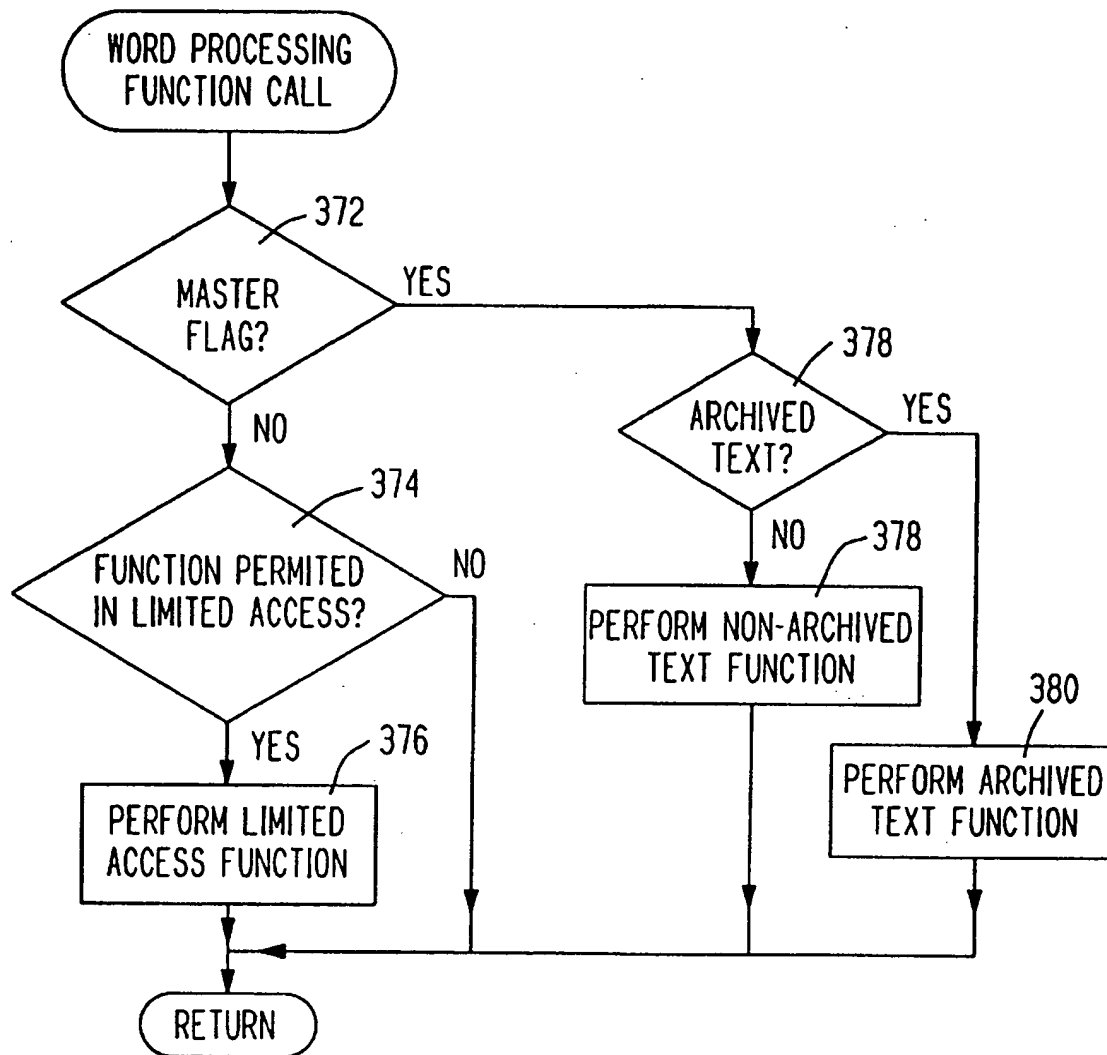 WORD PROCESSING
FUNCTION CALL
372
MASTER
FLAG?
YES
NO
378
ARCHIVED
TEXT?
YES
NO
374
FUNCTION PERMITED
IN LIMITED ACCESS?
NO
YES
378
PERFORM NON-ARCHIVED
TEXT FUNCTION
376
PERFORM LIMITED
ACCESS FUNCTION
380
PERFORM ARCHIVED
TEXT FUNCTION
RETURN